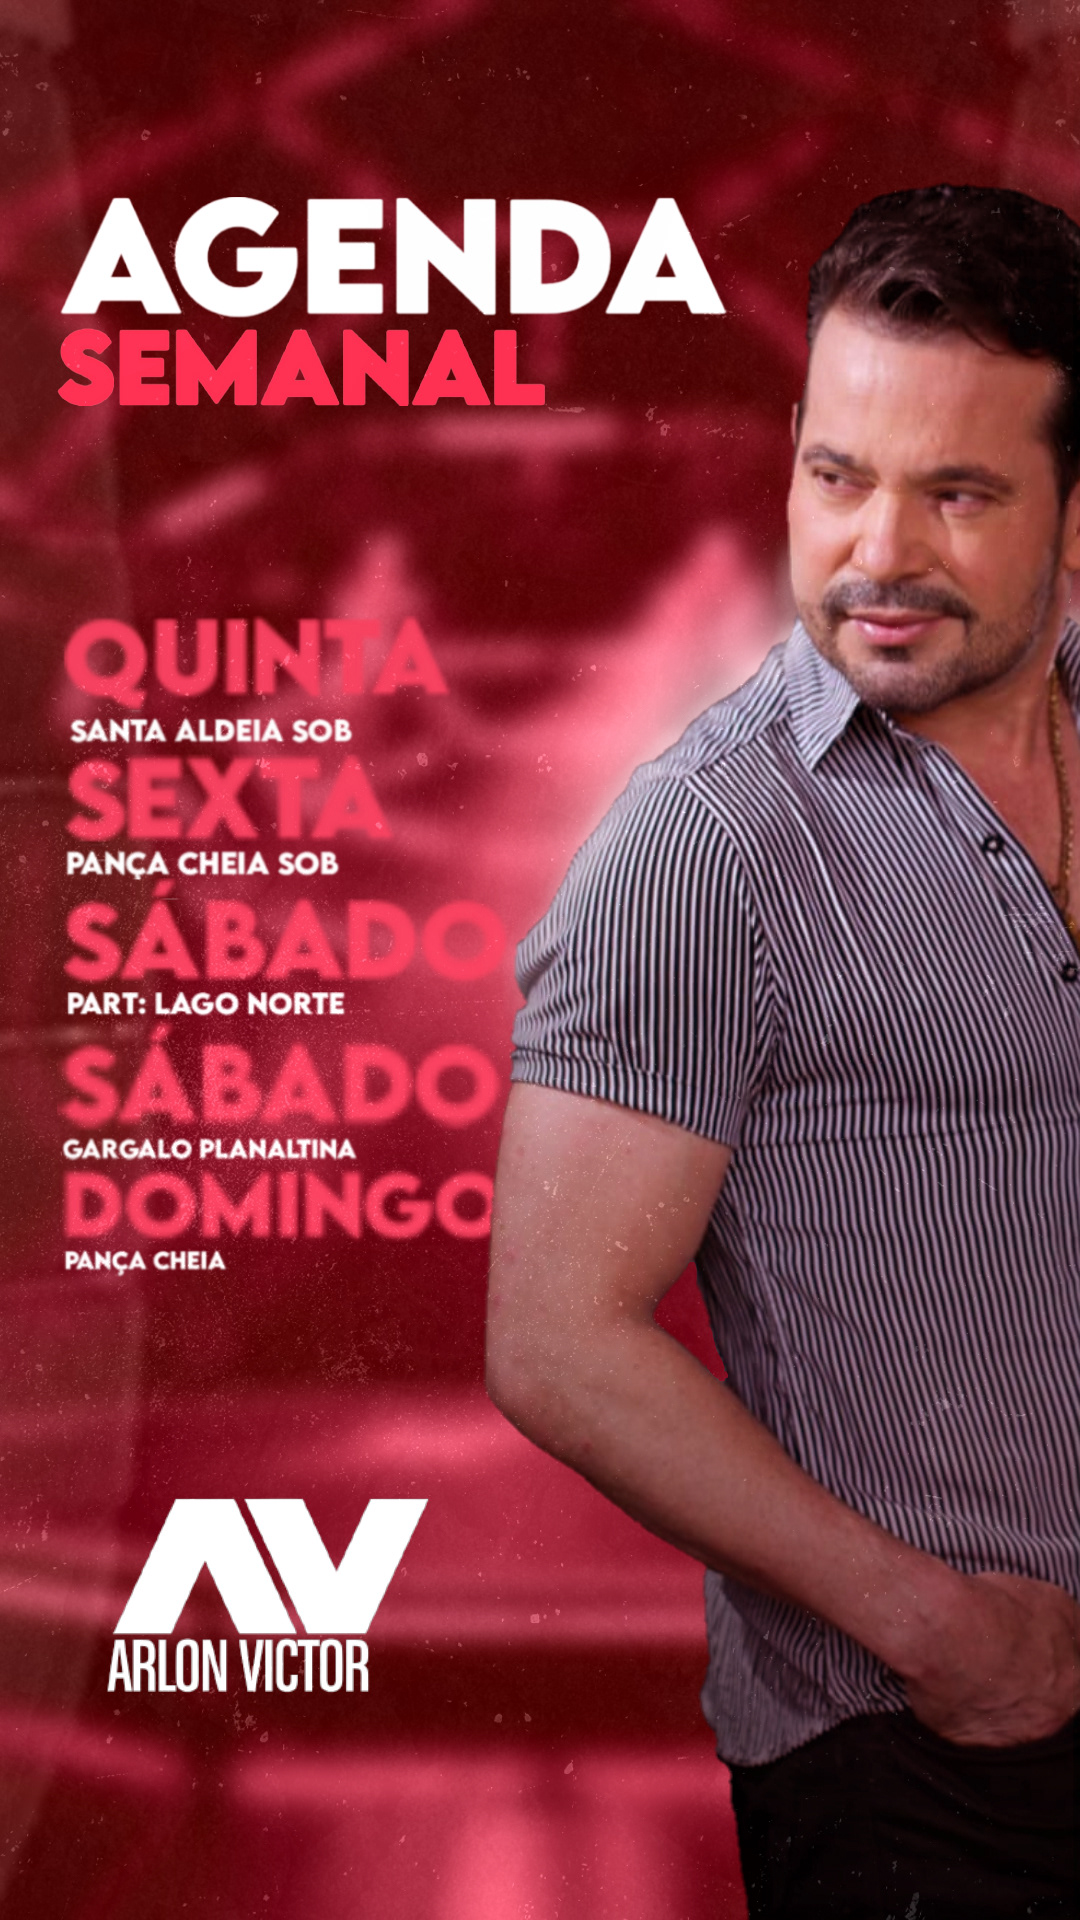 AGENDA
SEMANAL
QUINTA
SANTA ALDEIA SOB
SEXTA
PANÇA CHEIA SOB
SÁBADO
PART: LAGO NORTE
SÁBADO
GARGALO PLANALTINA
DOMINGO
PANÇA CHEIA
AV
ARLON VICTOR